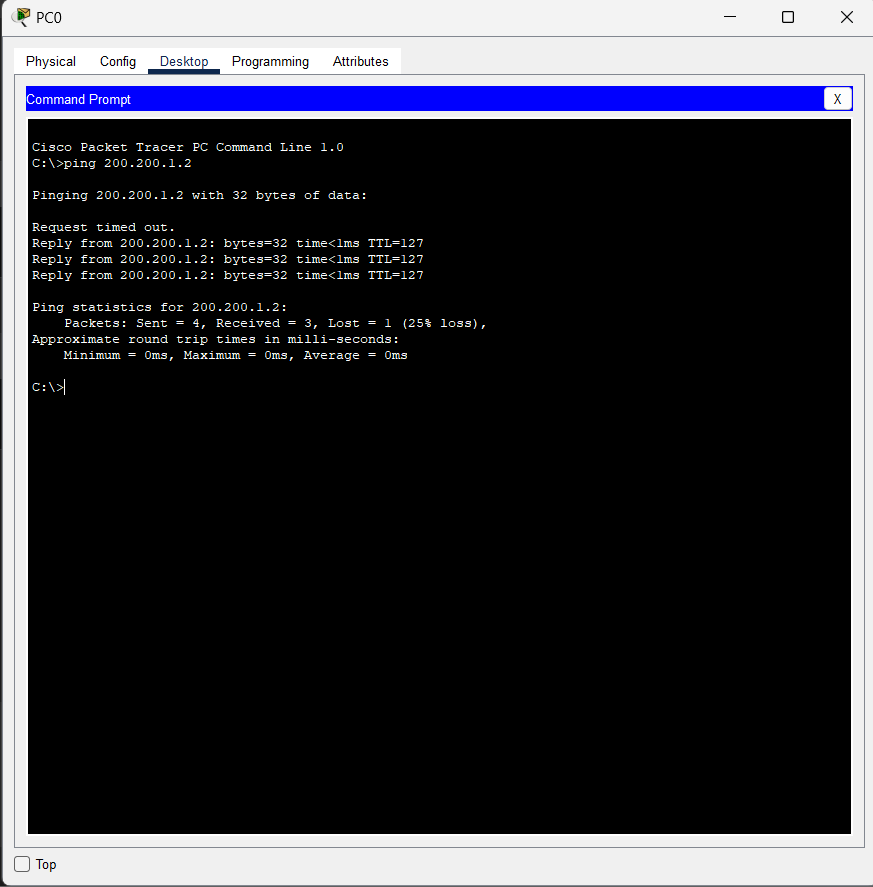 PC0
Physical Config Desktop Programming Attributes
Command Prompt X
Cisco Packet Tracer PC Command Line 1.0
C:\>ping 200.200.1.2
Pinging 200.200.1.2 with 32 bytes of data:
Request timed out.
Reply from 200.200.1.2: bytes=32 time<1ms TTL=127
Reply from 200.200.1.2: bytes=32 time<1ms TTL=127
Reply from 200.200.1.2: bytes=32 time<1ms TTL=127
Ping statistics for 200.200.1.2:
    Packets: Sent = 4, Received = 3, Lost = 1 (25% loss),
Approximate round trip times in milli-seconds:
    Minimum = 0ms, Maximum = 0ms, Average = 0ms
C:\>
Top